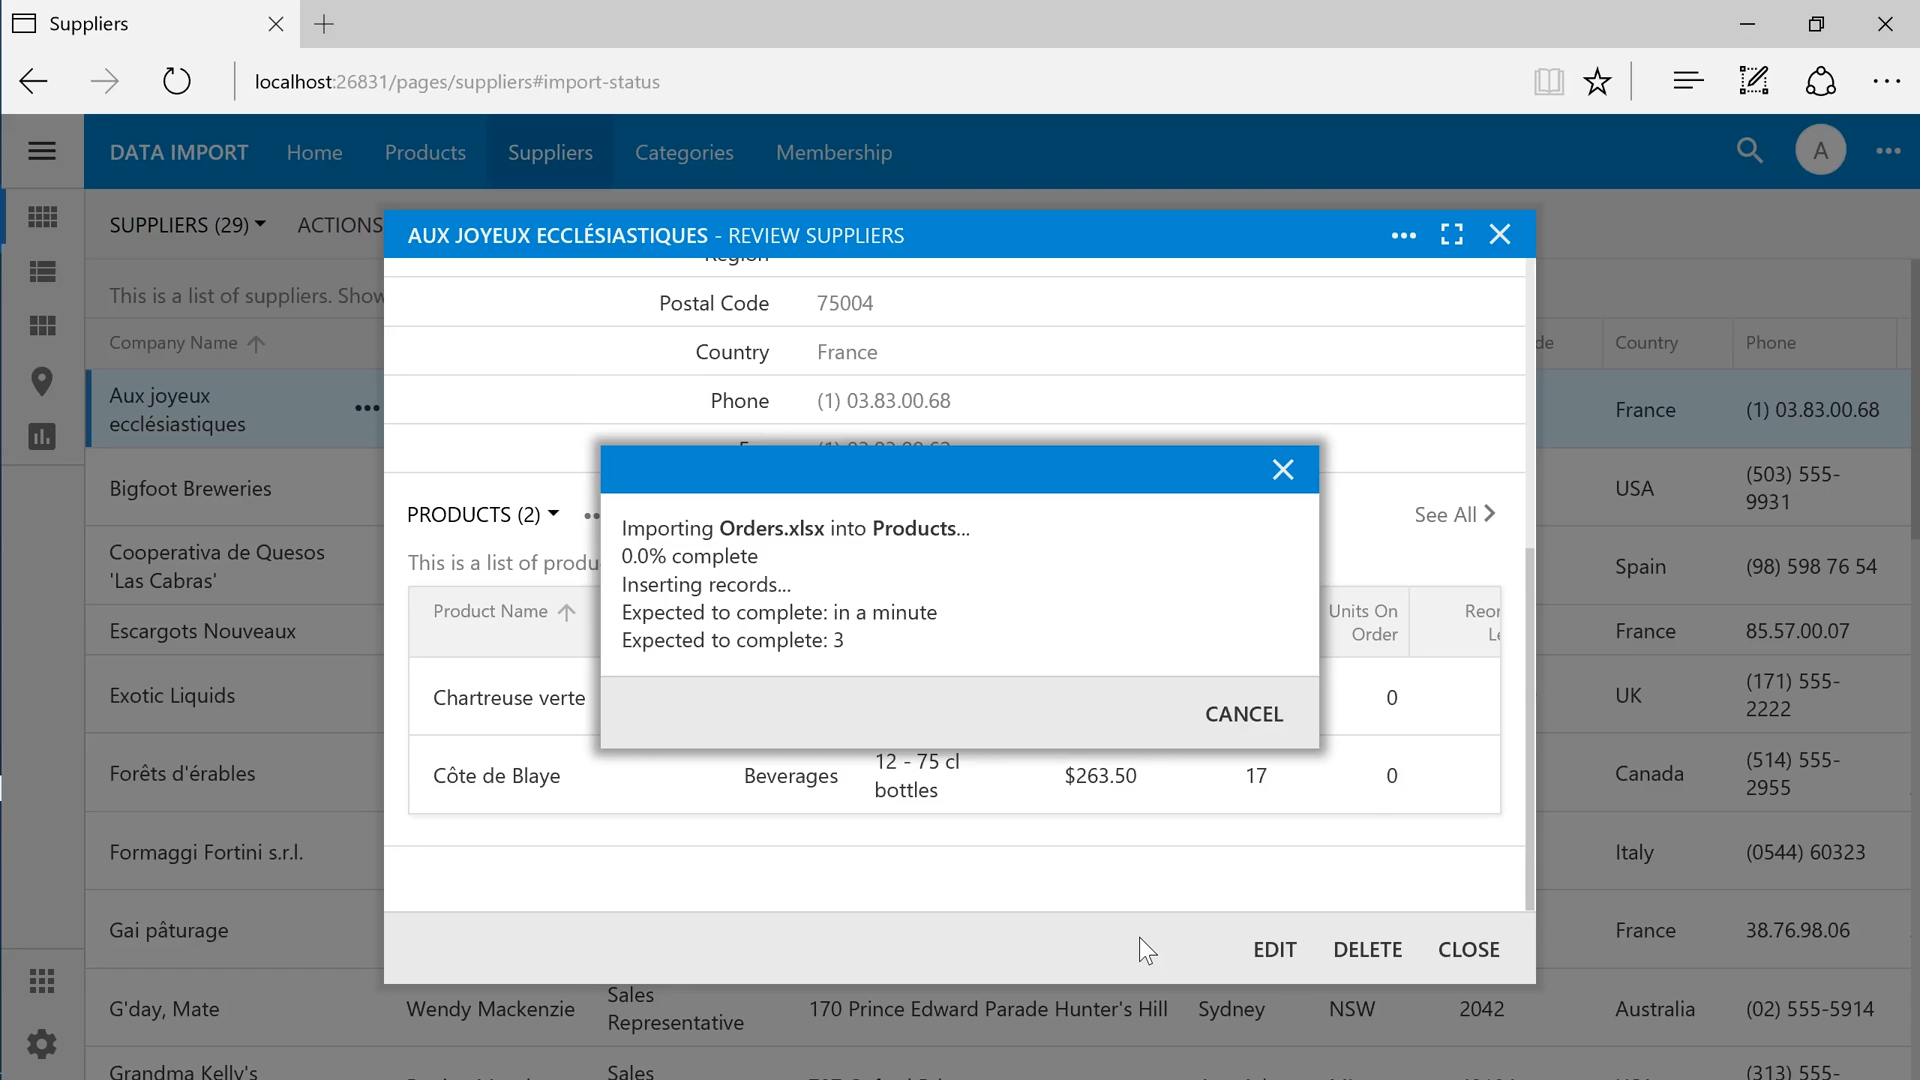 Suppliers
localhost:26831/pages/suppliers#import-status
DATA IMPORT Home Products Suppliers Categories Membership
A
SUPPLIERS (29) ACTIONS
AUX JOYEUX ECCLÉSIASTIQUES - REVIEW SUPPLIERS
Region
This is a list of suppliers. Show
Postal Code 75004
Company Name
Country Phone
Country France
Aux joyeux
ecclésiastiques
France (1) 03.83.00.68
Phone (1) 03.83.00.68
Bigfoot Breweries
USA (503) 555-
9931
PRODUCTS (2)
See All
Importing Orders.xlsx into Products...
0.0% complete
Inserting records...
Expected to complete: in a minute
Expected to complete: 3
CANCEL
This is a list of produ
Product Name
Units On
Order
Chartreuse verte 0
Côte de Blaye Beverages 12 - 75 cl
bottles
$263.50 17 0
EDIT DELETE CLOSE
Cooperativa de Quesos
'Las Cabras'
Spain (98) 598 76 54
Escargots Nouveaux France 85.57.00.07
Exotic Liquids UK (171) 555-
2222
Forêts d'érables Canada (514) 555-
2955
Formaggi Fortini s.r.l. Italy (0544) 60323
Gai pâturage France 38.76.98.06
G'day, Mate Wendy Mackenzie Sales
Representative
170 Prince Edward Parade Hunter's Hill Sydney NSW 2042 Australia (02) 555-5914
Grandma Kelly's Sales (313) 555-